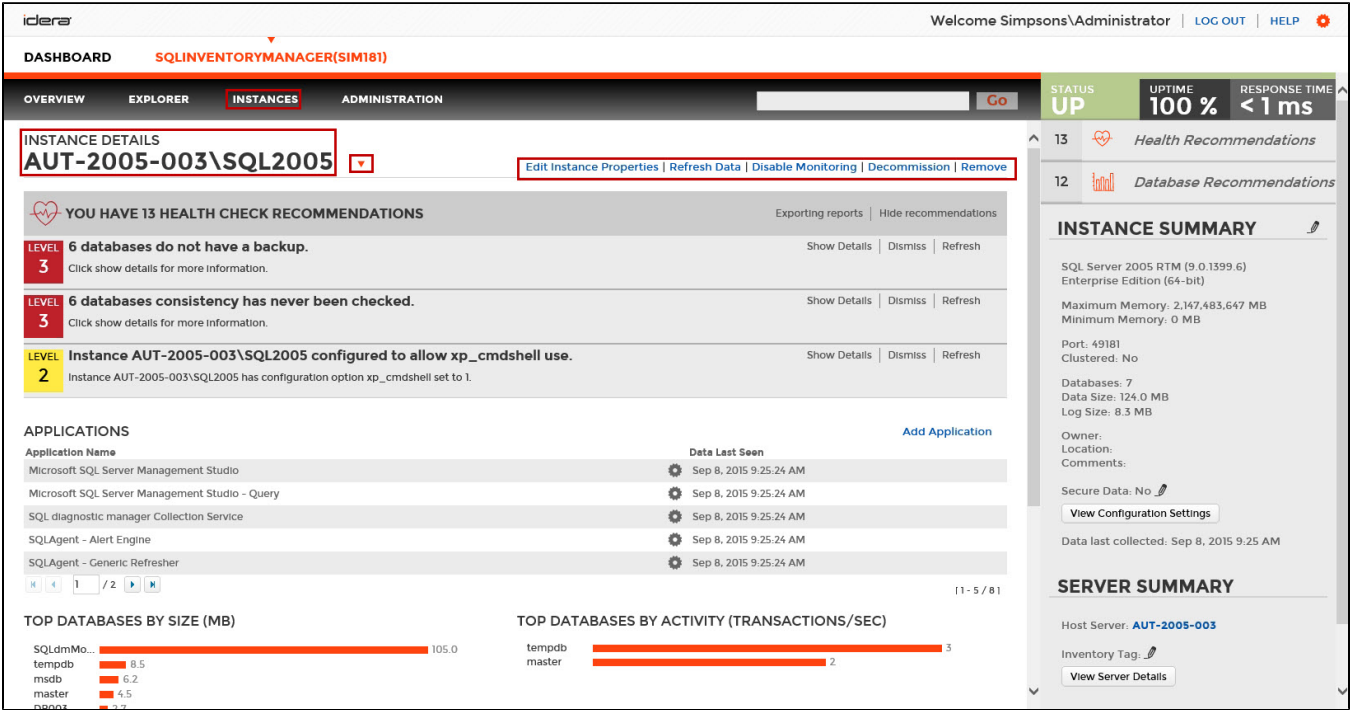 idera
Welcome Simpsons\Administrator | LOG OUT | HELP
DASHBOARD SQLINVENTORYMANAGER(SIM181)
OVERVIEW EXPLORER INSTANCES ADMINISTRATION Go
STATUS UP
UPTIME 100 %
RESPONSE TIME < 1 ms
INSTANCE DETAILS
AUT-2005-003\SQL2005
Edit Instance Properties | Refresh Data | Disable Monitoring | Decommission | Remove
YOU HAVE 13 HEALTH CHECK RECOMMENDATIONS
Exporting reports | Hide recommendations
LEVEL 3
6 databases do not have a backup.
Show Details | Dismiss | Refresh
Click show details for more information.
LEVEL 3
6 databases consistency has never been checked.
Show Details | Dismiss | Refresh
Click show details for more information.
LEVEL 2
Instance AUT-2005-003\SQL2005 configured to allow xp_cmdshell use.
Show Details | Dismiss | Refresh
Instance AUT-2005-003\SQL2005 has configuration option xp_cmdshell set to 1.
APPLICATIONS
Add Application
Application Name Data Last Seen
Microsoft SQL Server Management Studio Sep 8, 2015 9:25:24 AM
Microsoft SQL Server Management Studio - Query Sep 8, 2015 9:25:24 AM
SQL diagnostic manager Collection Service Sep 8, 2015 9:25:24 AM
SQLAgent - Alert Engine Sep 8, 2015 9:25:24 AM
SQLAgent - Generic Refresher Sep 8, 2015 9:25:24 AM
1 / 2
[ 1 - 5 / 8 ]
TOP DATABASES BY SIZE (MB)
SQLdmMo... 105.0
tempdb 8.5
msdb 6.2
master 4.5
DB003 2.7
TOP DATABASES BY ACTIVITY (TRANSACTIONS/SEC)
tempdb 3
master 2
13 Health Recommendations
12 Database Recommendations
INSTANCE SUMMARY
SQL Server 2005 RTM (9.0.1399.6)
Enterprise Edition (64-bit)
Maximum Memory: 2,147,483,647 MB
Minimum Memory: 0 MB
Port: 49181
Clustered: No
Databases: 7
Data Size: 124.0 MB
Log Size: 8.3 MB
Owner:
Location:
Comments:
Secure Data: No
View Configuration Settings
Data last collected: Sep 8, 2015 9:25 AM
SERVER SUMMARY
Host Server: AUT-2005-003
Inventory Tag:
View Server Details